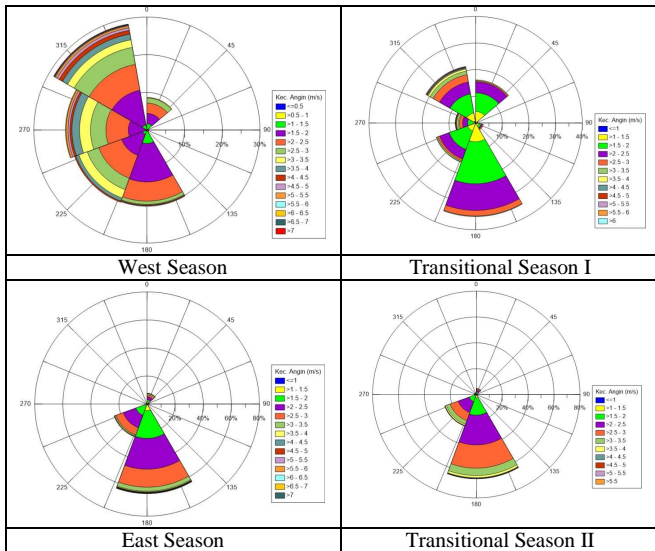 0
315
45
270
90
10%
20%
30%
225
135
180
Kec. Angin (m/s)
<=0.5
>0.5 - 1
>1 - 1.5
>1.5 - 2
>2 - 2.5
>2.5 - 3
>3 - 3.5
>3.5 - 4
>4 - 4.5
>4.5 - 5
>5 - 5.5
>5.5 - 6
>6 - 6.5
>6.5 - 7
>7
West Season
0
315
45
270
90
10%
20%
30%
40%
225
135
180
Kec. Angin (m/s)
<=1
>1 - 1.5
>1.5 - 2
>2 - 2.5
>2.5 - 3
>3 - 3.5
>3.5 - 4
>4 - 4.5
>4.5 - 5
>5 - 5.5
>5.5 - 6
>6
Transitional Season I
0
315
45
270
90
20%
40%
60%
80%
225
135
180
Kec. Angin (m/s)
<=1
>1 - 1.5
>1.5 - 2
>2 - 2.5
>2.5 - 3
>3 - 3.5
>3.5 - 4
>4 - 4.5
>4.5 - 5
>5 - 5.5
>5.5 - 6
>6 - 6.5
>6.5 - 7
>7
East Season
0
315
45
270
90
20%
40%
60%
80%
225
135
180
Kec. Angin (m/s)
<=1
>1 - 1.5
>1.5 - 2
>2 - 2.5
>2.5 - 3
>3 - 3.5
>3.5 - 4
>4 - 4.5
>4.5 - 5
>5 - 5.5
>5.5
Transitional Season II